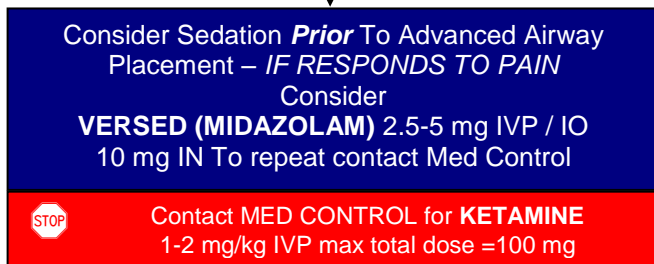 Consider Sedation Prior To Advanced Airway
Placement – IF RESPONDS TO PAIN
Consider
VERSED (MIDAZOLAM) 2.5-5 mg IVP / IO
10 mg IN To repeat contact Med Control
STOP
Contact MED CONTROL for KETAMINE
1-2 mg/kg IVP max total dose =100 mg